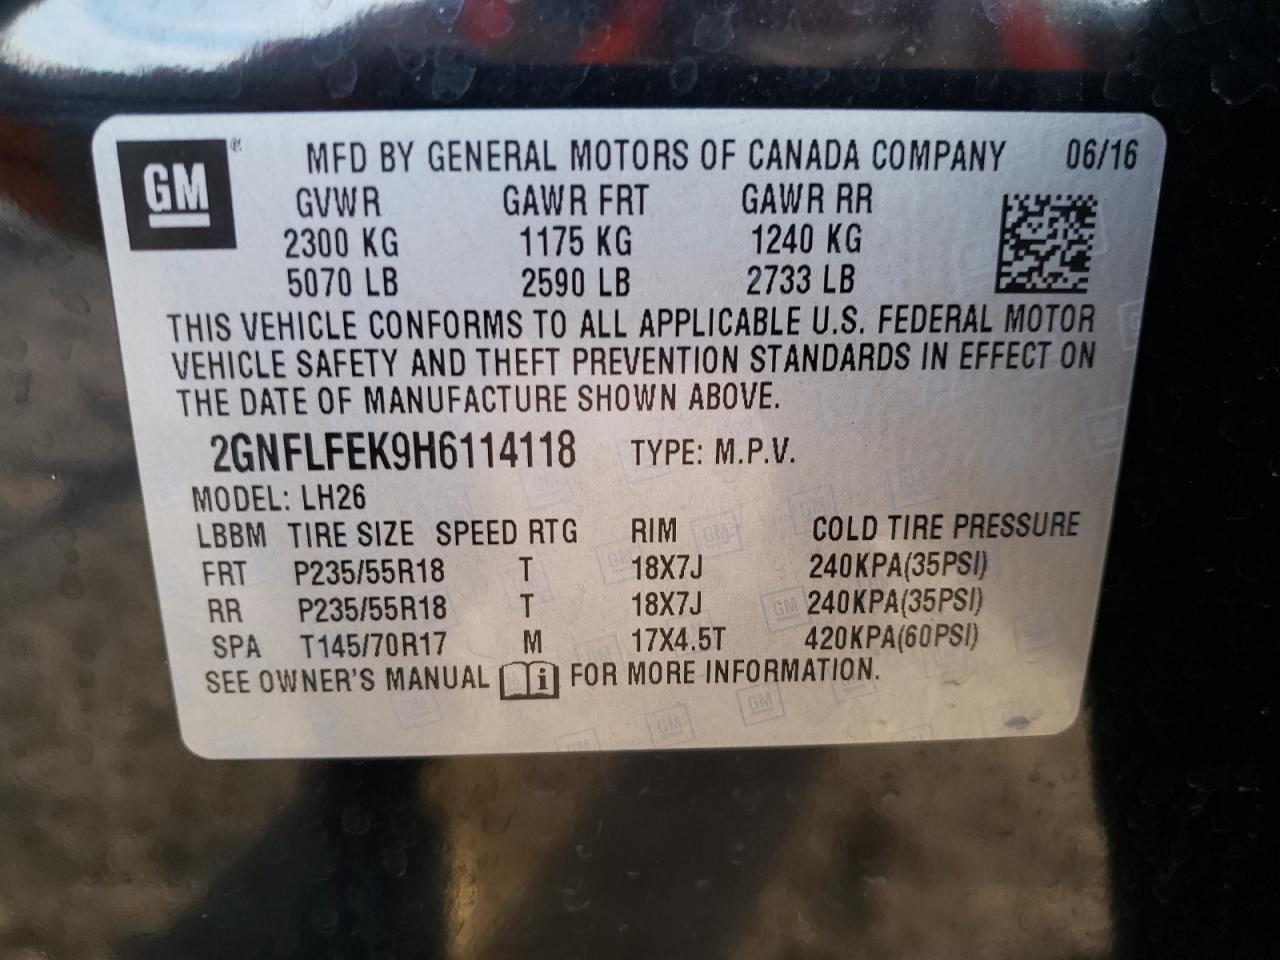 GM® MFD BY GENERAL MOTORS OF CANADA COMPANY 06/16
GVWR GAWR FRT GAWR RR
2300 KG 1175 KG 1240 KG
5070 LB 2590 LB 2733 LB
THIS VEHICLE CONFORMS TO ALL APPLICABLE U.S. FEDERAL MOTOR
VEHICLE SAFETY AND THEFT PREVENTION STANDARDS IN EFFECT ON
THE DATE OF MANUFACTURE SHOWN ABOVE.
2GNFLFEK9H6114118 TYPE: M.P.V.
MODEL: LH26
LBBM TIRE SIZE SPEED RTG RIM COLD TIRE PRESSURE
FRT P235/55R18 T 18X7J 240KPA(35PSI)
RR P235/55R18 T 18X7J 240KPA(35PSI)
SPA T145/70R17 M 17X4.5T 420KPA(60PSI)
SEE OWNER'S MANUAL i FOR MORE INFORMATION.